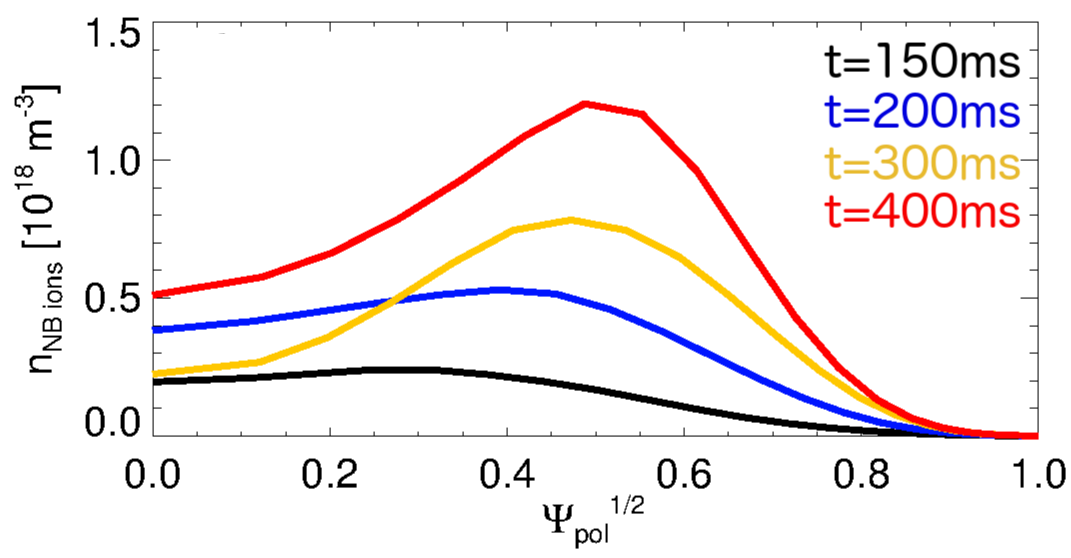 1.5
1.0
0.5
0.0
n_NB ions [10^18 m^-3]
t=150ms
t=200ms
t=300ms
t=400ms
0.0 0.2 0.4 0.6 0.8 1.0
Ψ_pol^1/2